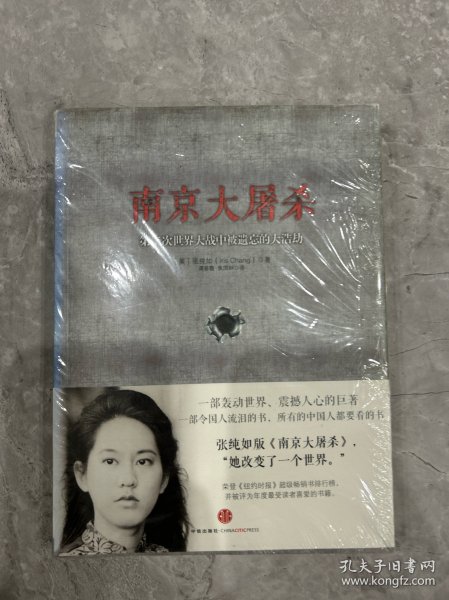 南京大屠杀
第二次世界大战中被遗忘的大浩劫
［美］张纯如（Iris Chang）◎著
一部轰动世界、震撼人心的巨著
一部令国人流泪的书，所有的中国人都要看的书
张纯如版《南京大屠杀》，
“她改变了一个世界。”
荣登《纽约时报》超级畅销书排行榜，
并被评为年度最受读者喜爱的书籍。
中信出版社·CHINACITICPRESS
孔夫子旧书网
www.kongfz.com